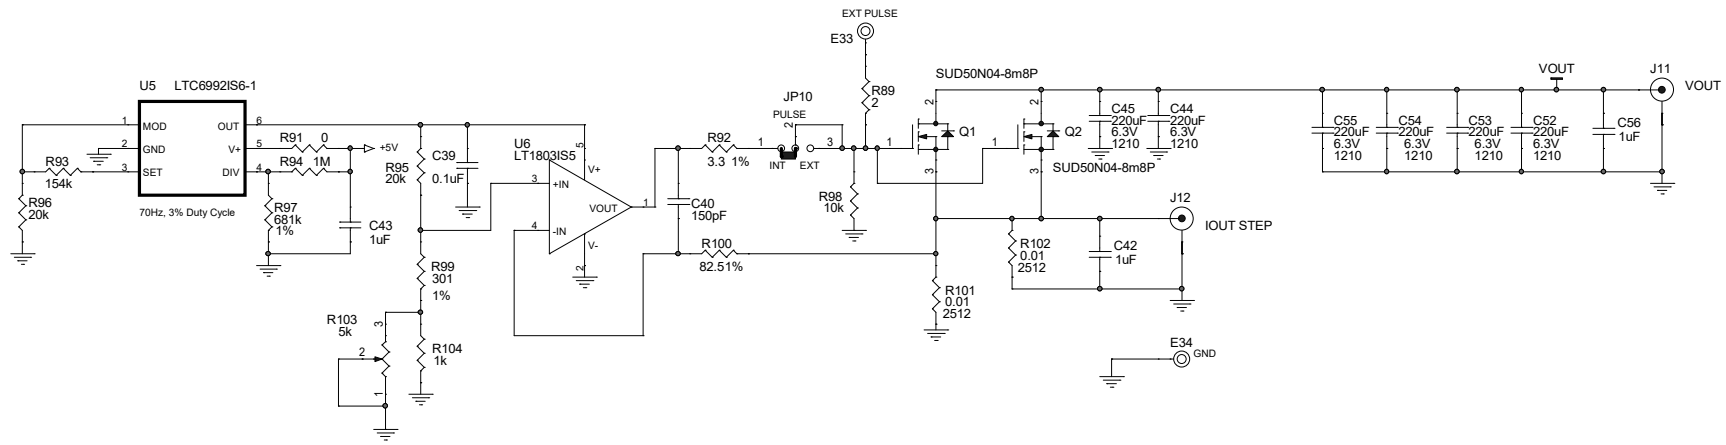 EXT PULSE
E33
U5 LTC6992IS6-1
MOD
GND
SET
OUT
V+
DIV
1
2
3
6
5
4
70Hz, 3% Duty Cycle
R93
154k
R96
20k
R91 0
R94 1M
+5V
R97
681k
1%
C43
1uF
R95
20k
C39
0.1uF
R99
301
1%
R103
5k
3
2
1
R104
1k
U6
LT1803IS5
+IN
-IN
V+
V-
VOUT
3
4
5
2
1
C40
150pF
R92
3.3 1%
R100
82.51%
JP10
PULSE
1
2
3
INT
EXT
R89
2
R98
10k
SUD50N04-8m8P
Q1
1
2
3
Q2
1
2
3
SUD50N04-8m8P
C45
220uF
6.3V
1210
C44
220uF
6.3V
1210
R101
0.01
2512
R102
0.01
2512
C42
1uF
J12
IOUT STEP
E34
GND
C55
220uF
6.3V
1210
C54
220uF
6.3V
1210
C53
220uF
6.3V
1210
C52
220uF
6.3V
1210
C56
1uF
VOUT
J11
VOUT